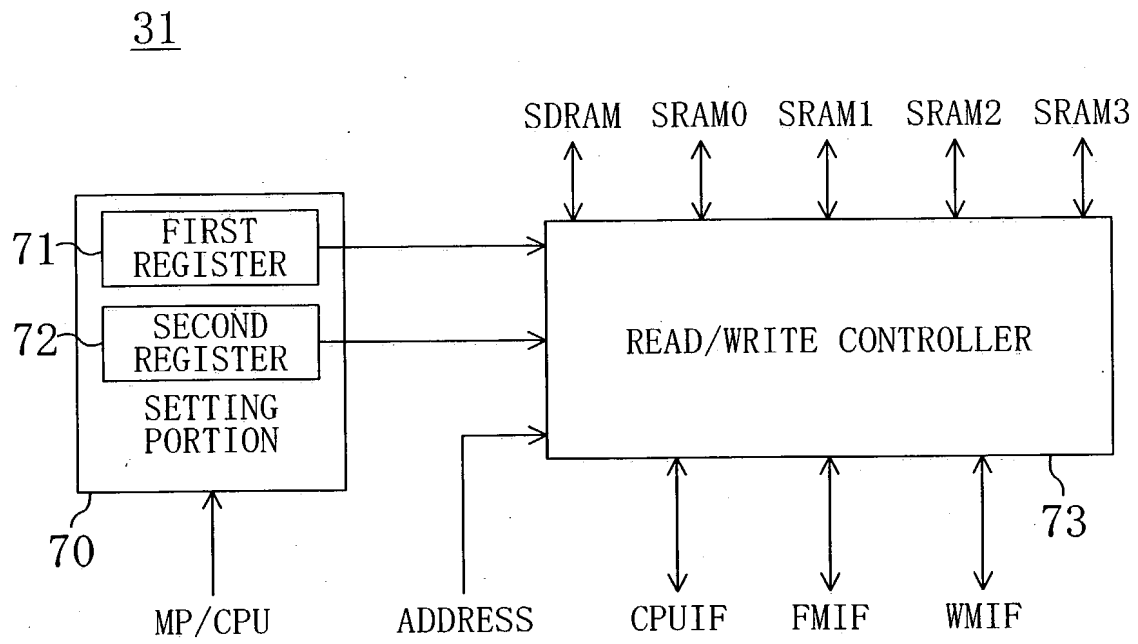 31
SDRAM SRAM0 SRAM1 SRAM2 SRAM3
71
FIRST
REGISTER
72
SECOND
REGISTER
SETTING
PORTION
READ/WRITE CONTROLLER
70
73
MP/CPU ADDRESS CPUIF FMIF WMIF